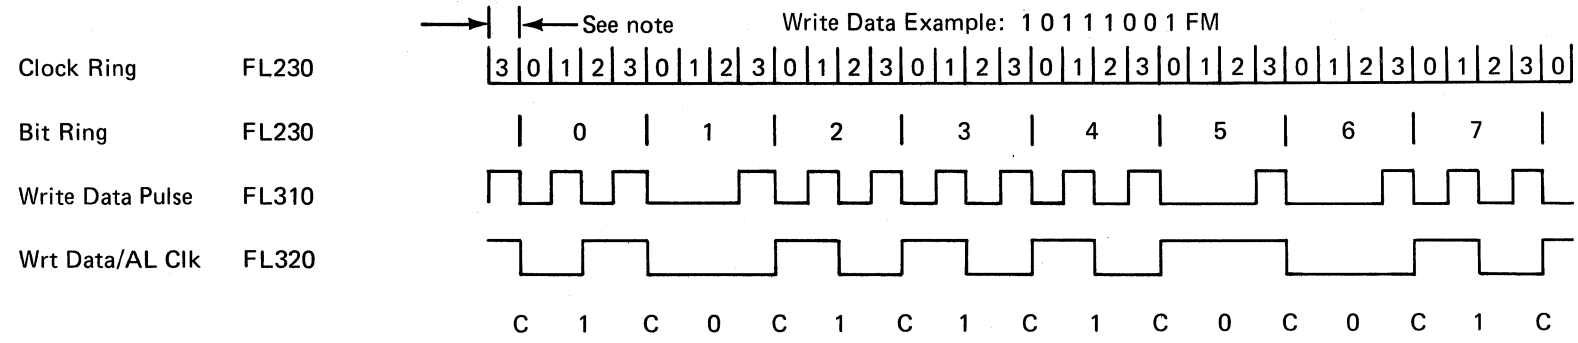 See note Write Data Example: 1 0 1 1 1 0 0 1 FM
Clock Ring FL230 3 0 1 2 3 0 1 2 3 0 1 2 3 0 1 2 3 0 1 2 3 0 1 2 3 0 1 2 3 0 1 2 3 0
Bit Ring FL230 0 1 2 3 4 5 6 7
Write Data Pulse FL310
Wrt Data/AL Clk FL320
C 1 C 0 C 1 C 1 C 1 C 0 C 0 C 1 C